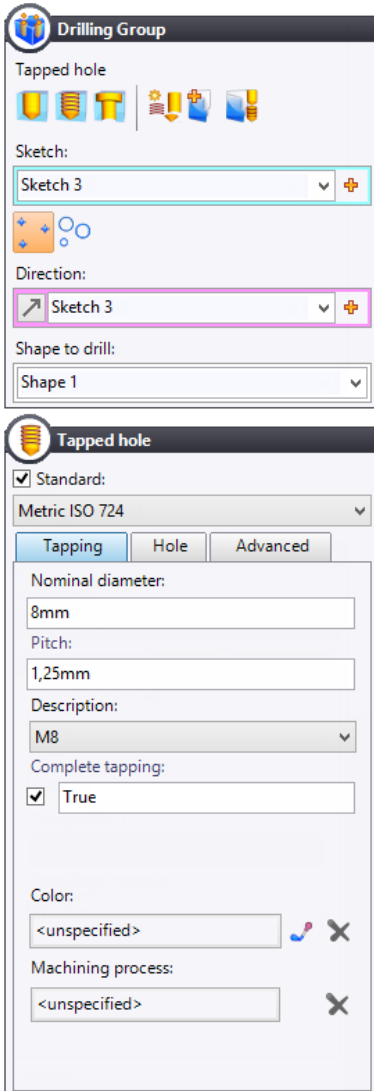 Drilling Group
Tapped hole
Sketch:
Sketch 3
Direction:
Sketch 3
Shape to drill:
Shape 1
Tapped hole
Standard:
Metric ISO 724
Tapping Hole Advanced
Nominal diameter:
8mm
Pitch:
1,25mm
Description:
M8
Complete tapping:
True
Color:
<unspecified>
Machining process:
<unspecified>